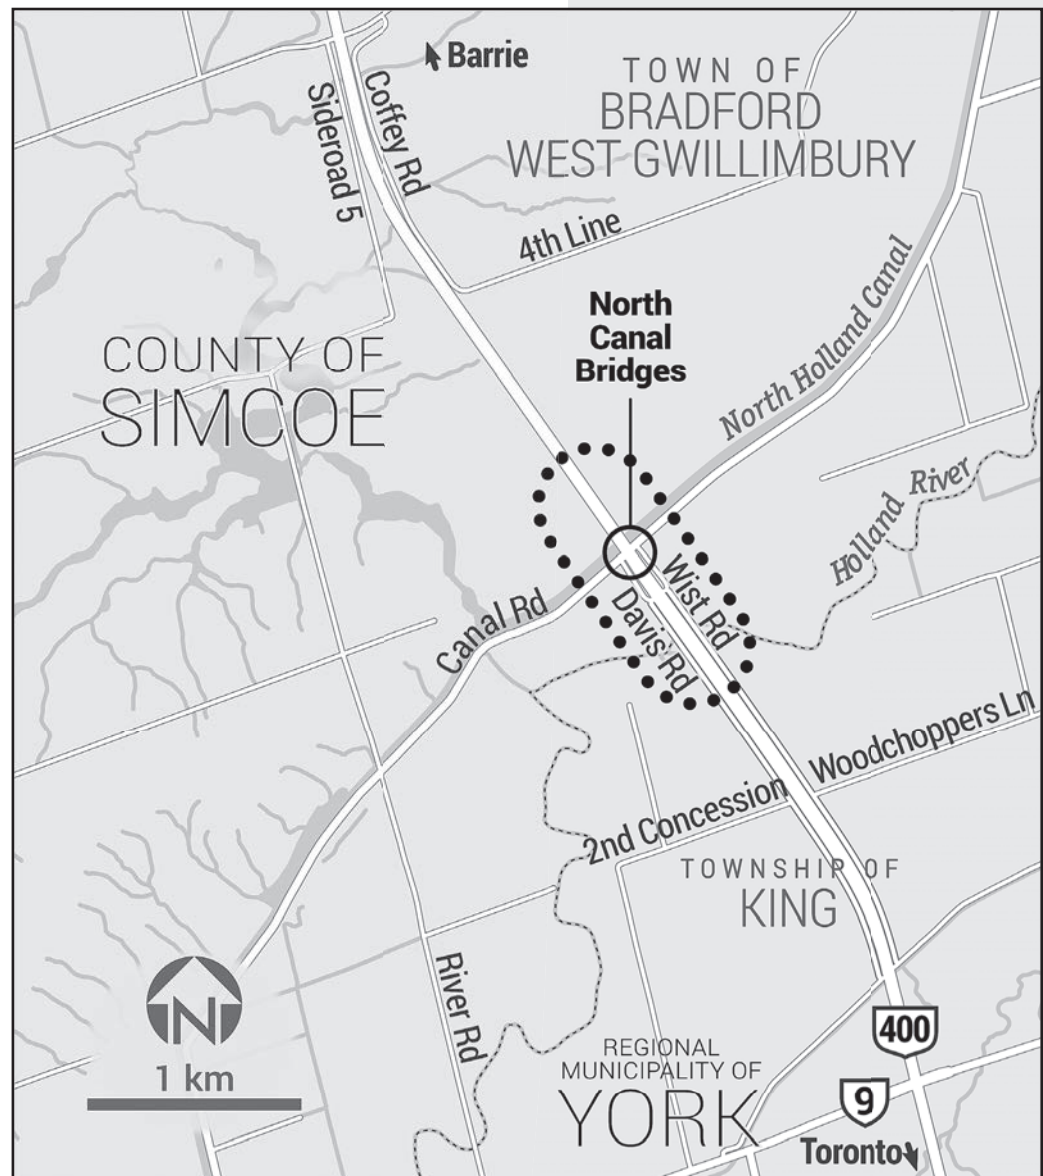 Barrie
TOWN OF
BRADFORD
WEST GWILLIMBURY
Coffey Rd
Sideroad 5
4th Line
North
Canal
Bridges
North Holland Canal
COUNTY OF
SIMCOE
Holland River
Wist Rd
Davis Rd
Canal Rd
Woodchoppers Ln
2nd Concession
TOWNSHIP OF
KING
River Rd
N
1 km
400
REGIONAL
MUNICIPALITY OF
YORK
9
Toronto